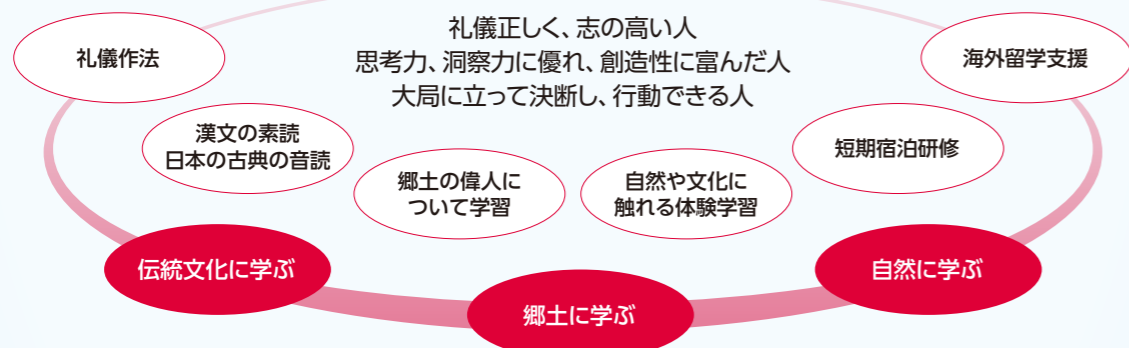 礼儀正しく、志の高い人
思考力、洞察力に優れ、創造性に富んだ人
大局に立って決断し、行動できる人
礼儀作法
海外留学支援
漢文の素読
日本の古典の音読
短期宿泊研修
郷土の偉人に
ついて学習
自然や文化に
触れる体験学習
伝統文化に学ぶ
自然に学ぶ
郷土に学ぶ